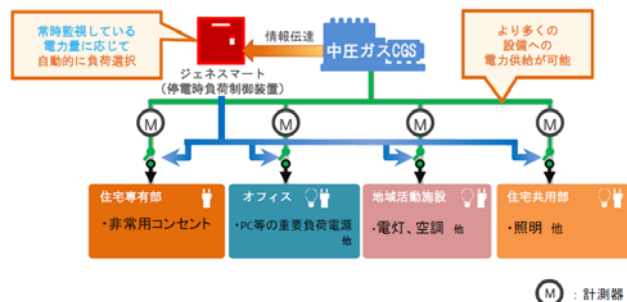 常時監視している
電力量に応じて
自動的に負荷選択
情報伝達
中圧ガスCGS
より多くの
設備への
電力供給が可能
ジェネスマート
(停電時負荷制御装置)
M
M
M
M
住宅専有部
・非常用コンセント
オフィス
・PC等の重要負荷電源
他
地域活動施設
・電灯、空調 他
住宅共用部
・照明 他
M :計測器